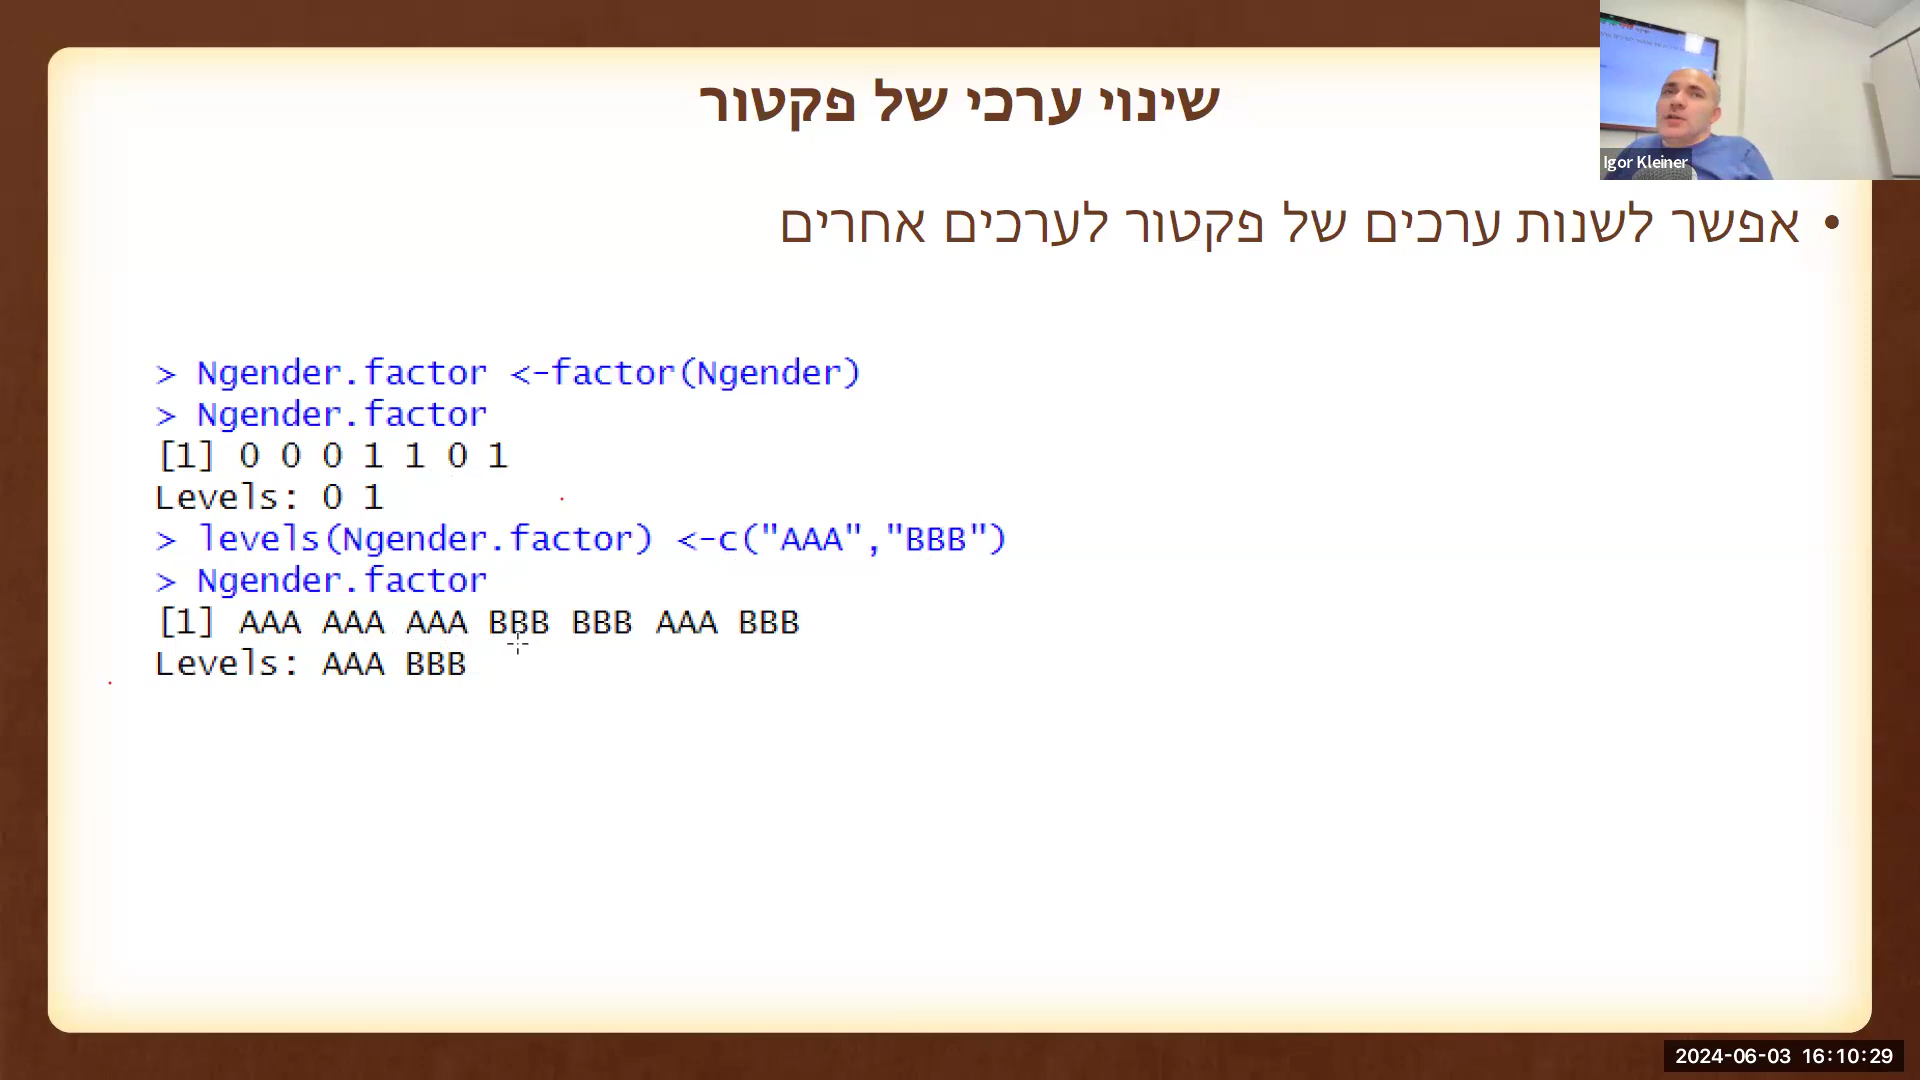 שינוי ערכי של פקטור
Igor Kleiner
• אפשר לשנות ערכים של פקטור לערכים אחרים
> Ngender.factor <-factor(Ngender)
> Ngender.factor
[1] 0 0 0 1 1 0 1
Levels: 0 1
> levels(Ngender.factor) <-c("AAA","BBB")
> Ngender.factor
[1] AAA AAA AAA BBB BBB AAA BBB
Levels: AAA BBB
2024-06-03 16:10:29